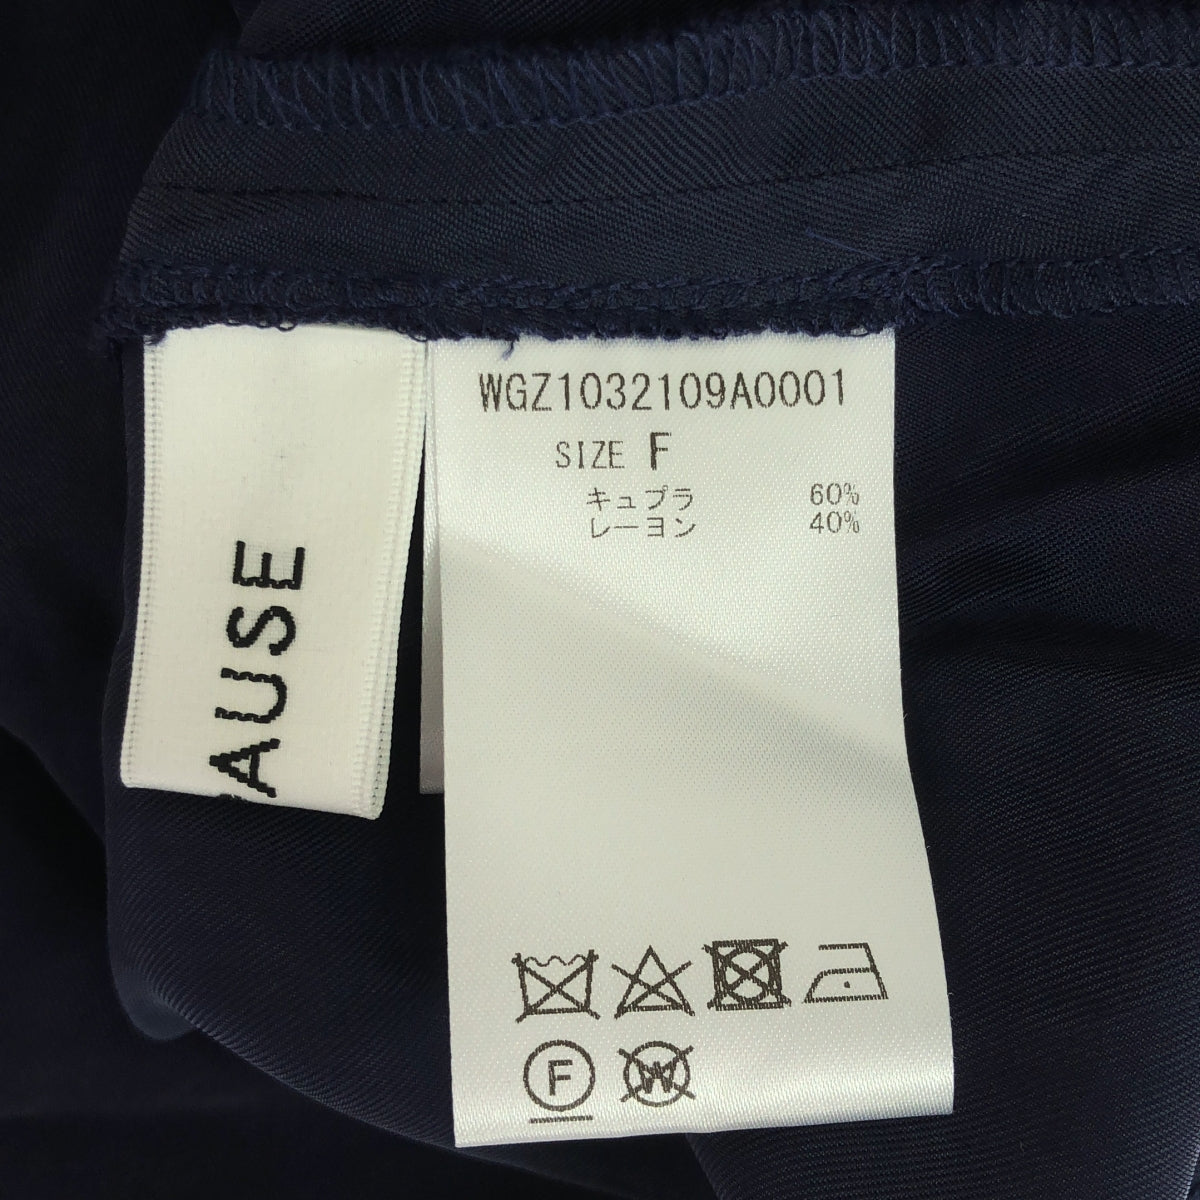 AUSE
WGZ1032109A0001
SIZE F
キュプラ 60%
レーヨン 40%
F
W